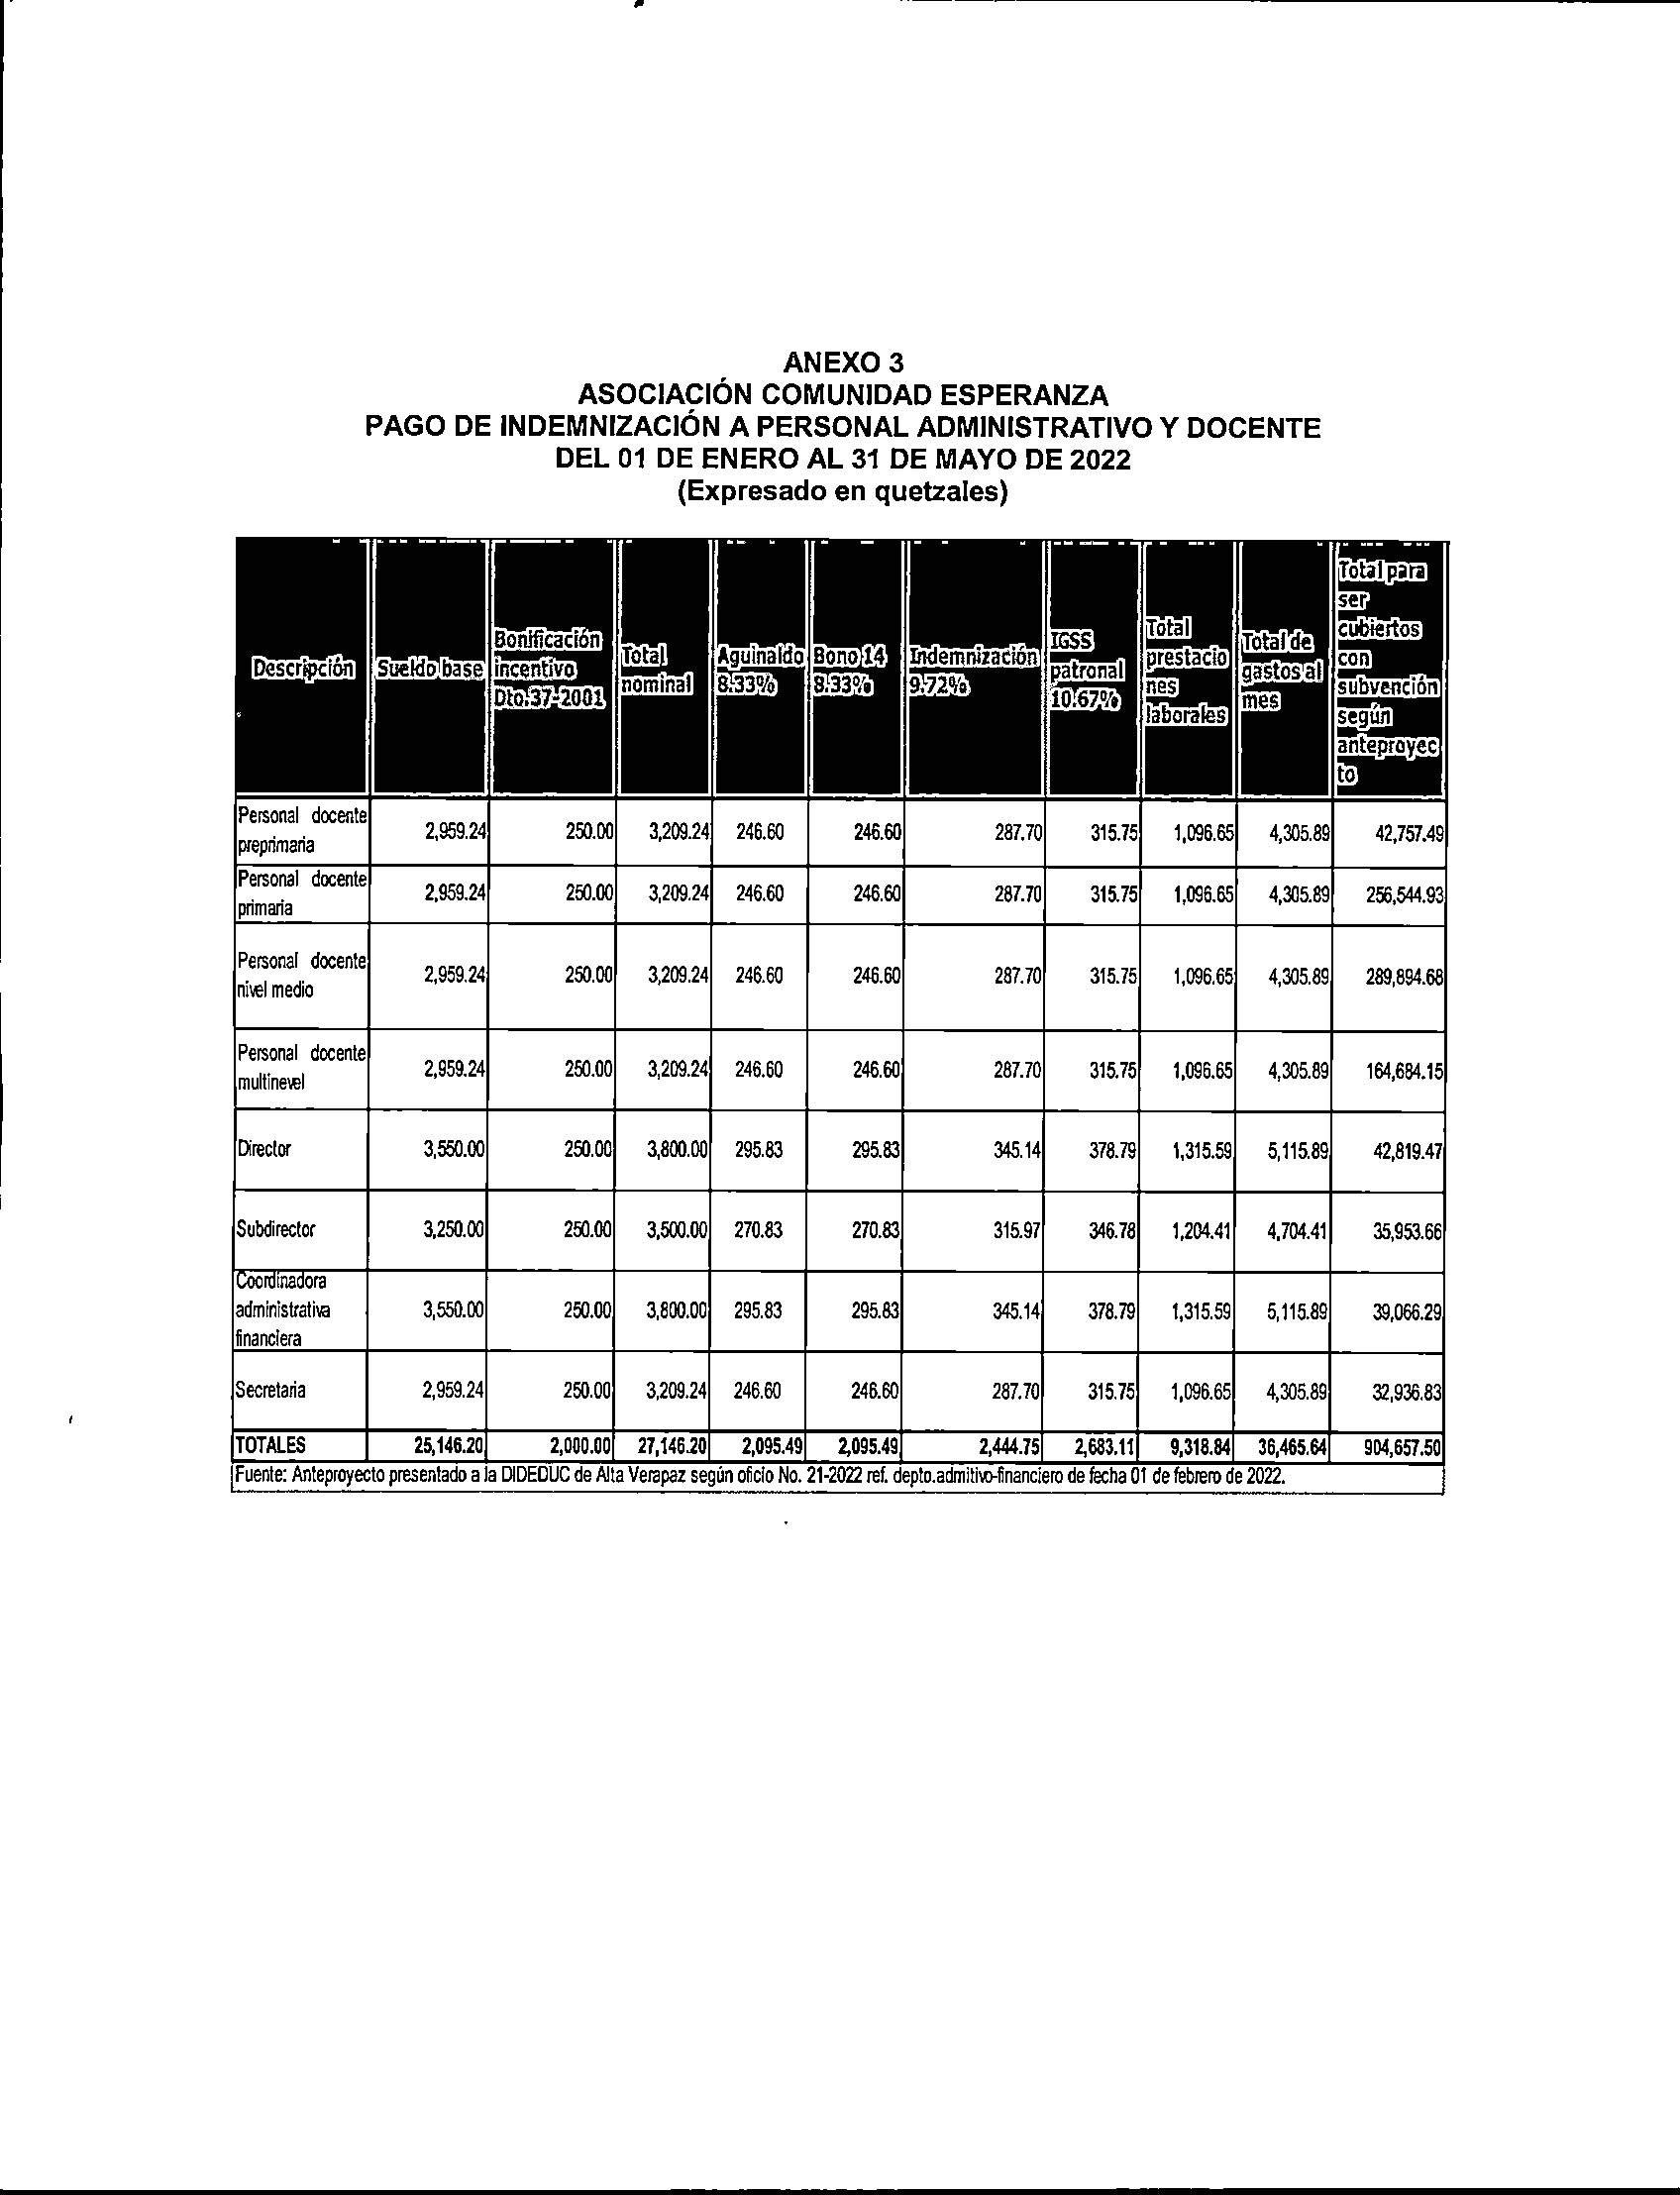 ANEXO 3
ASOCIACIÓN COMUNIDAD ESPERANZA
PAGO DE INDEMNIZACIÓN A PERSONAL ADMINISTRATIVO Y DOCENTE
DEL 01 DE ENERO AL 31 DE MAYO DE 2022
(Expresado en quetzales)
Descripción Sueldo base Bonificación incentivo Dto.37-2001 Total nominal Aguinaldo 8.33% Bono 14 8.33% Indemnización 9.72% IGSS patronal 10.67% Total prestacio nes laborales Total de gastos al mes Total para ser cubiertos con subvención según anteproyec to
Personal docente preprimaria 2,959.24 250.00 3,209.24 246.60 246.60 287.70 315.75 1,096.65 4,305.89 42,757.49
Personal docente primaria 2,959.24 250.00 3,209.24 246.60 246.60 287.70 315.75 1,096.65 4,305.89 256,544.93
Personal docente nivel medio 2,959.24 250.00 3,209.24 246.60 246.60 287.70 315.75 1,096.65 4,305.89 289,894.68
Personal docente multinevel 2,959.24 250.00 3,209.24 246.60 246.60 287.70 315.75 1,096.65 4,305.89 164,684.15
Director 3,550.00 250.00 3,800.00 295.83 295.83 345.14 378.79 1,315.59 5,115.89 42,819.47
Subdirector 3,250.00 250.00 3,500.00 270.83 270.83 315.97 346.78 1,204.41 4,704.41 35,953.66
Coordinadora administrativa financiera 3,550.00 250.00 3,800.00 295.83 295.83 345.14 378.79 1,315.59 5,115.89 39,066.29
Secretaria 2,959.24 250.00 3,209.24 246.60 246.60 287.70 315.75 1,096.65 4,305.89 32,936.83
TOTALES 25,146.20 2,000.00 27,146.20 2,095.49 2,095.49 2,444.75 2,683.11 9,318.84 36,465.64 904,657.50
Fuente: Anteproyecto presentado a la DIDEDUC de Alta Verapaz según oficio No. 21-2022 ref. depto.admitivo-financiero de fecha 01 de febrero de 2022.